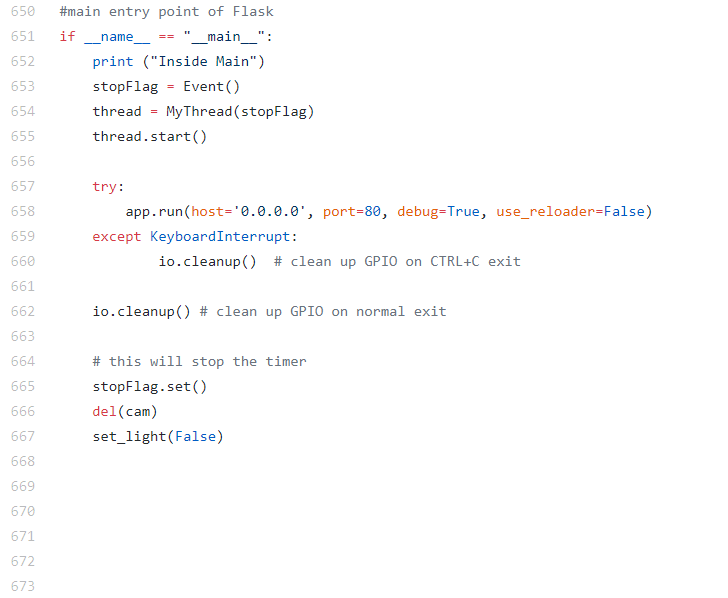 650 #main entry point of Flask
651 if __name__ == "__main__":
652     print ("Inside Main")
653     stopFlag = Event()
654     thread = MyThread(stopFlag)
655     thread.start()
656
657     try:
658         app.run(host='0.0.0.0', port=80, debug=True, use_reloader=False)
659     except KeyboardInterrupt:
660             io.cleanup()  # clean up GPIO on CTRL+C exit
661
662     io.cleanup() # clean up GPIO on normal exit
663
664     # this will stop the timer
665     stopFlag.set()
666     del(cam)
667     set_light(False)
668
669
670
671
672
673